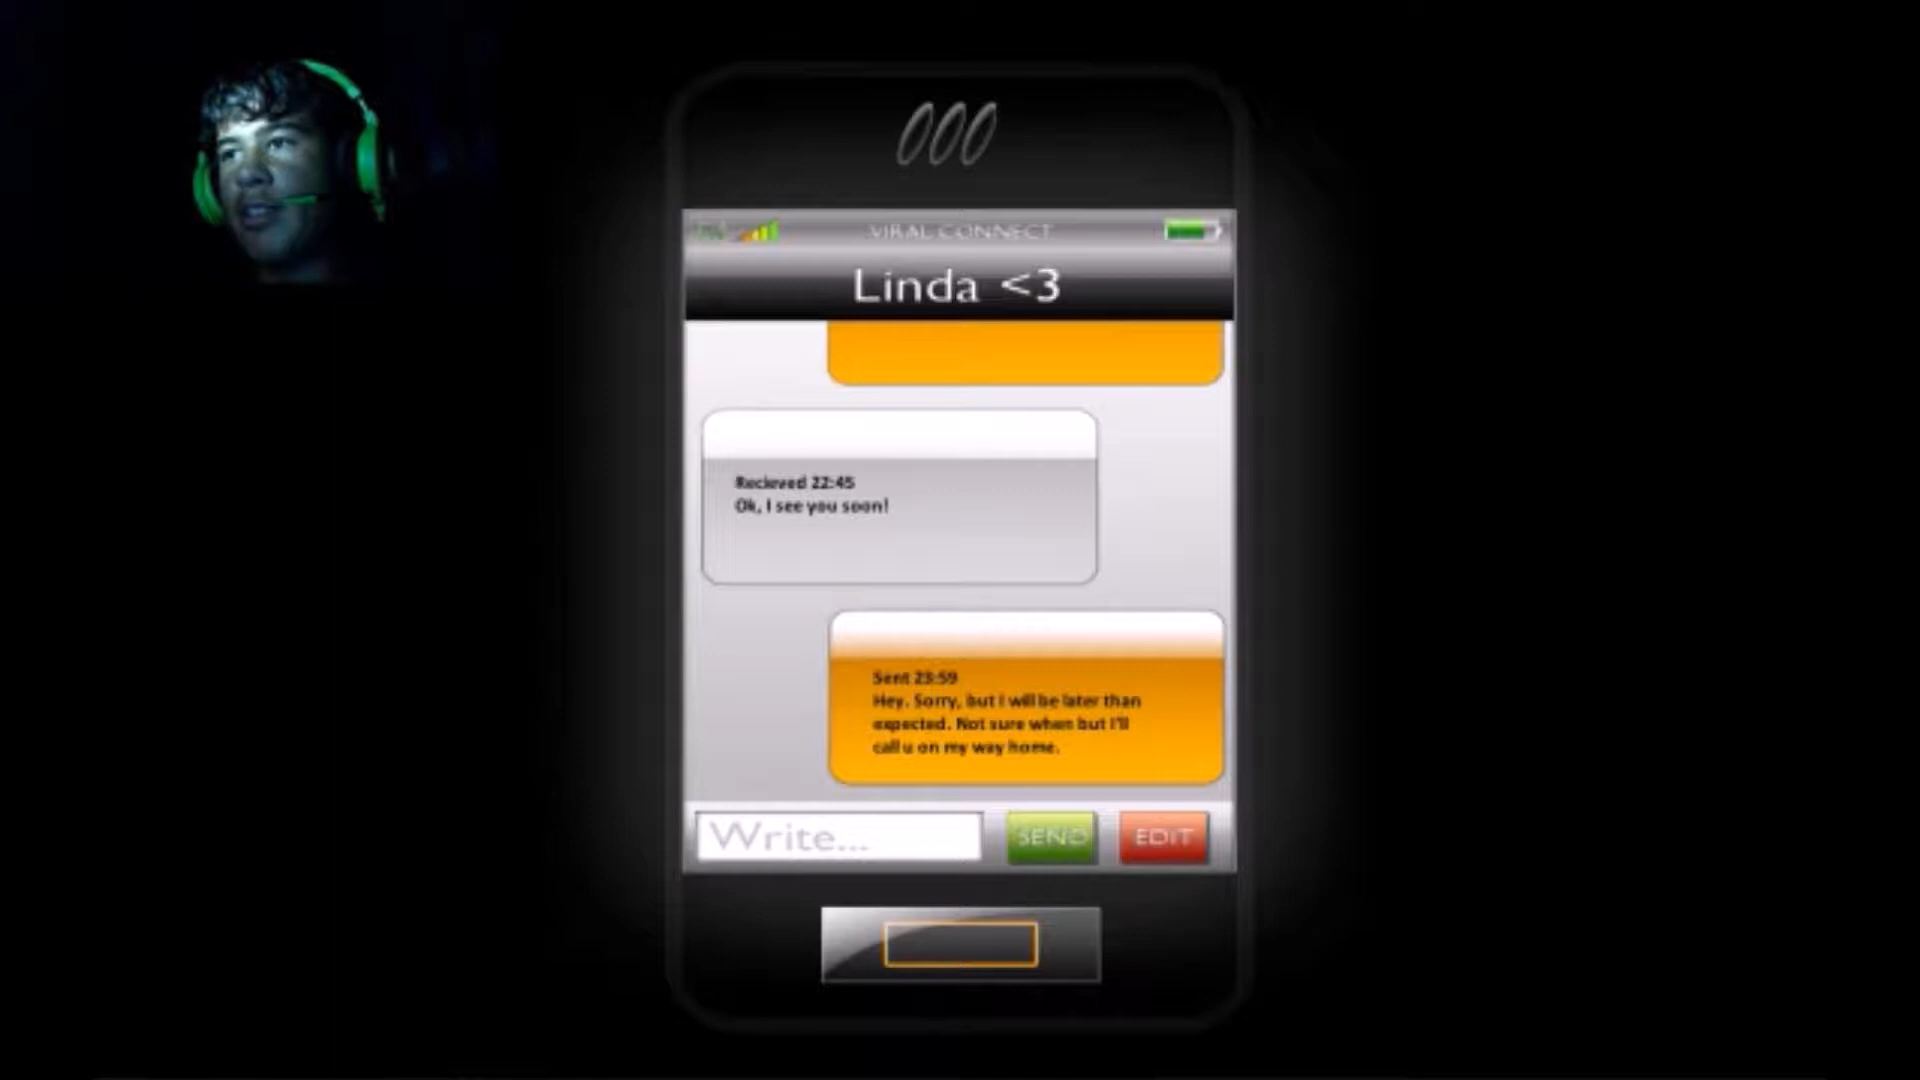 VIRAL CONNECT
Linda <3
Recieved 22:45
Ok, I see you soon!
Sent 23:59
Hey. Sorry, but I will be later than
expected. Not sure when but I'll
call u on my way home.
Write...
SEND
EDIT